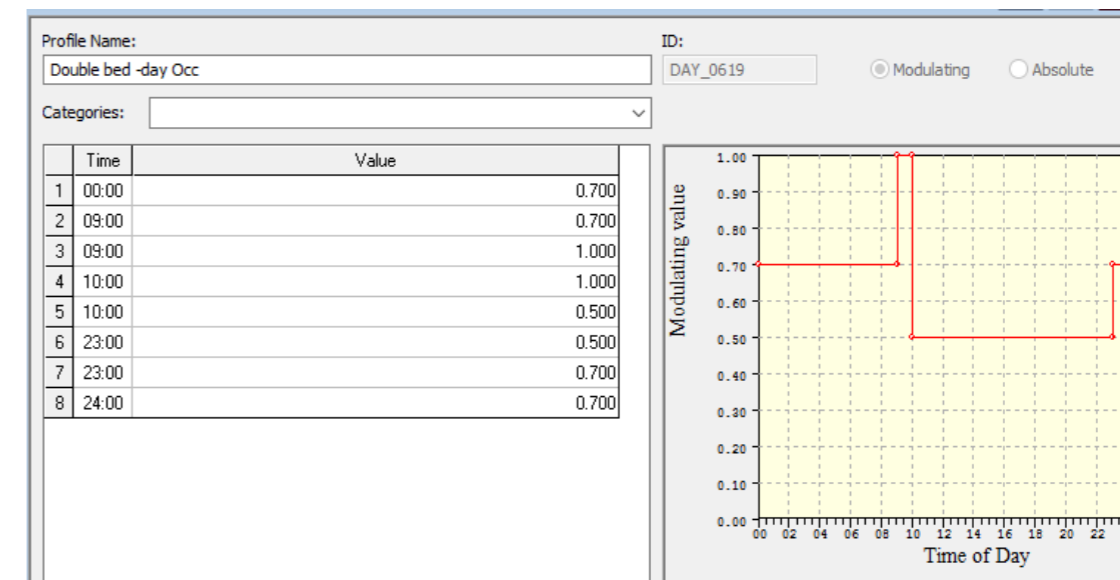 Profile Name:
ID:
Double bed -day Occ
DAY_0619
Modulating
Absolute
Categories:
Time Value
1 00:00 0.700
2 09:00 0.700
3 09:00 1.000
4 10:00 1.000
5 10:00 0.500
6 23:00 0.500
7 23:00 0.700
8 24:00 0.700
Modulating value
1.00
0.90
0.80
0.70
0.60
0.50
0.40
0.30
0.20
0.10
0.00
00 02 04 06 08 10 12 14 16 18 20 22
Time of Day